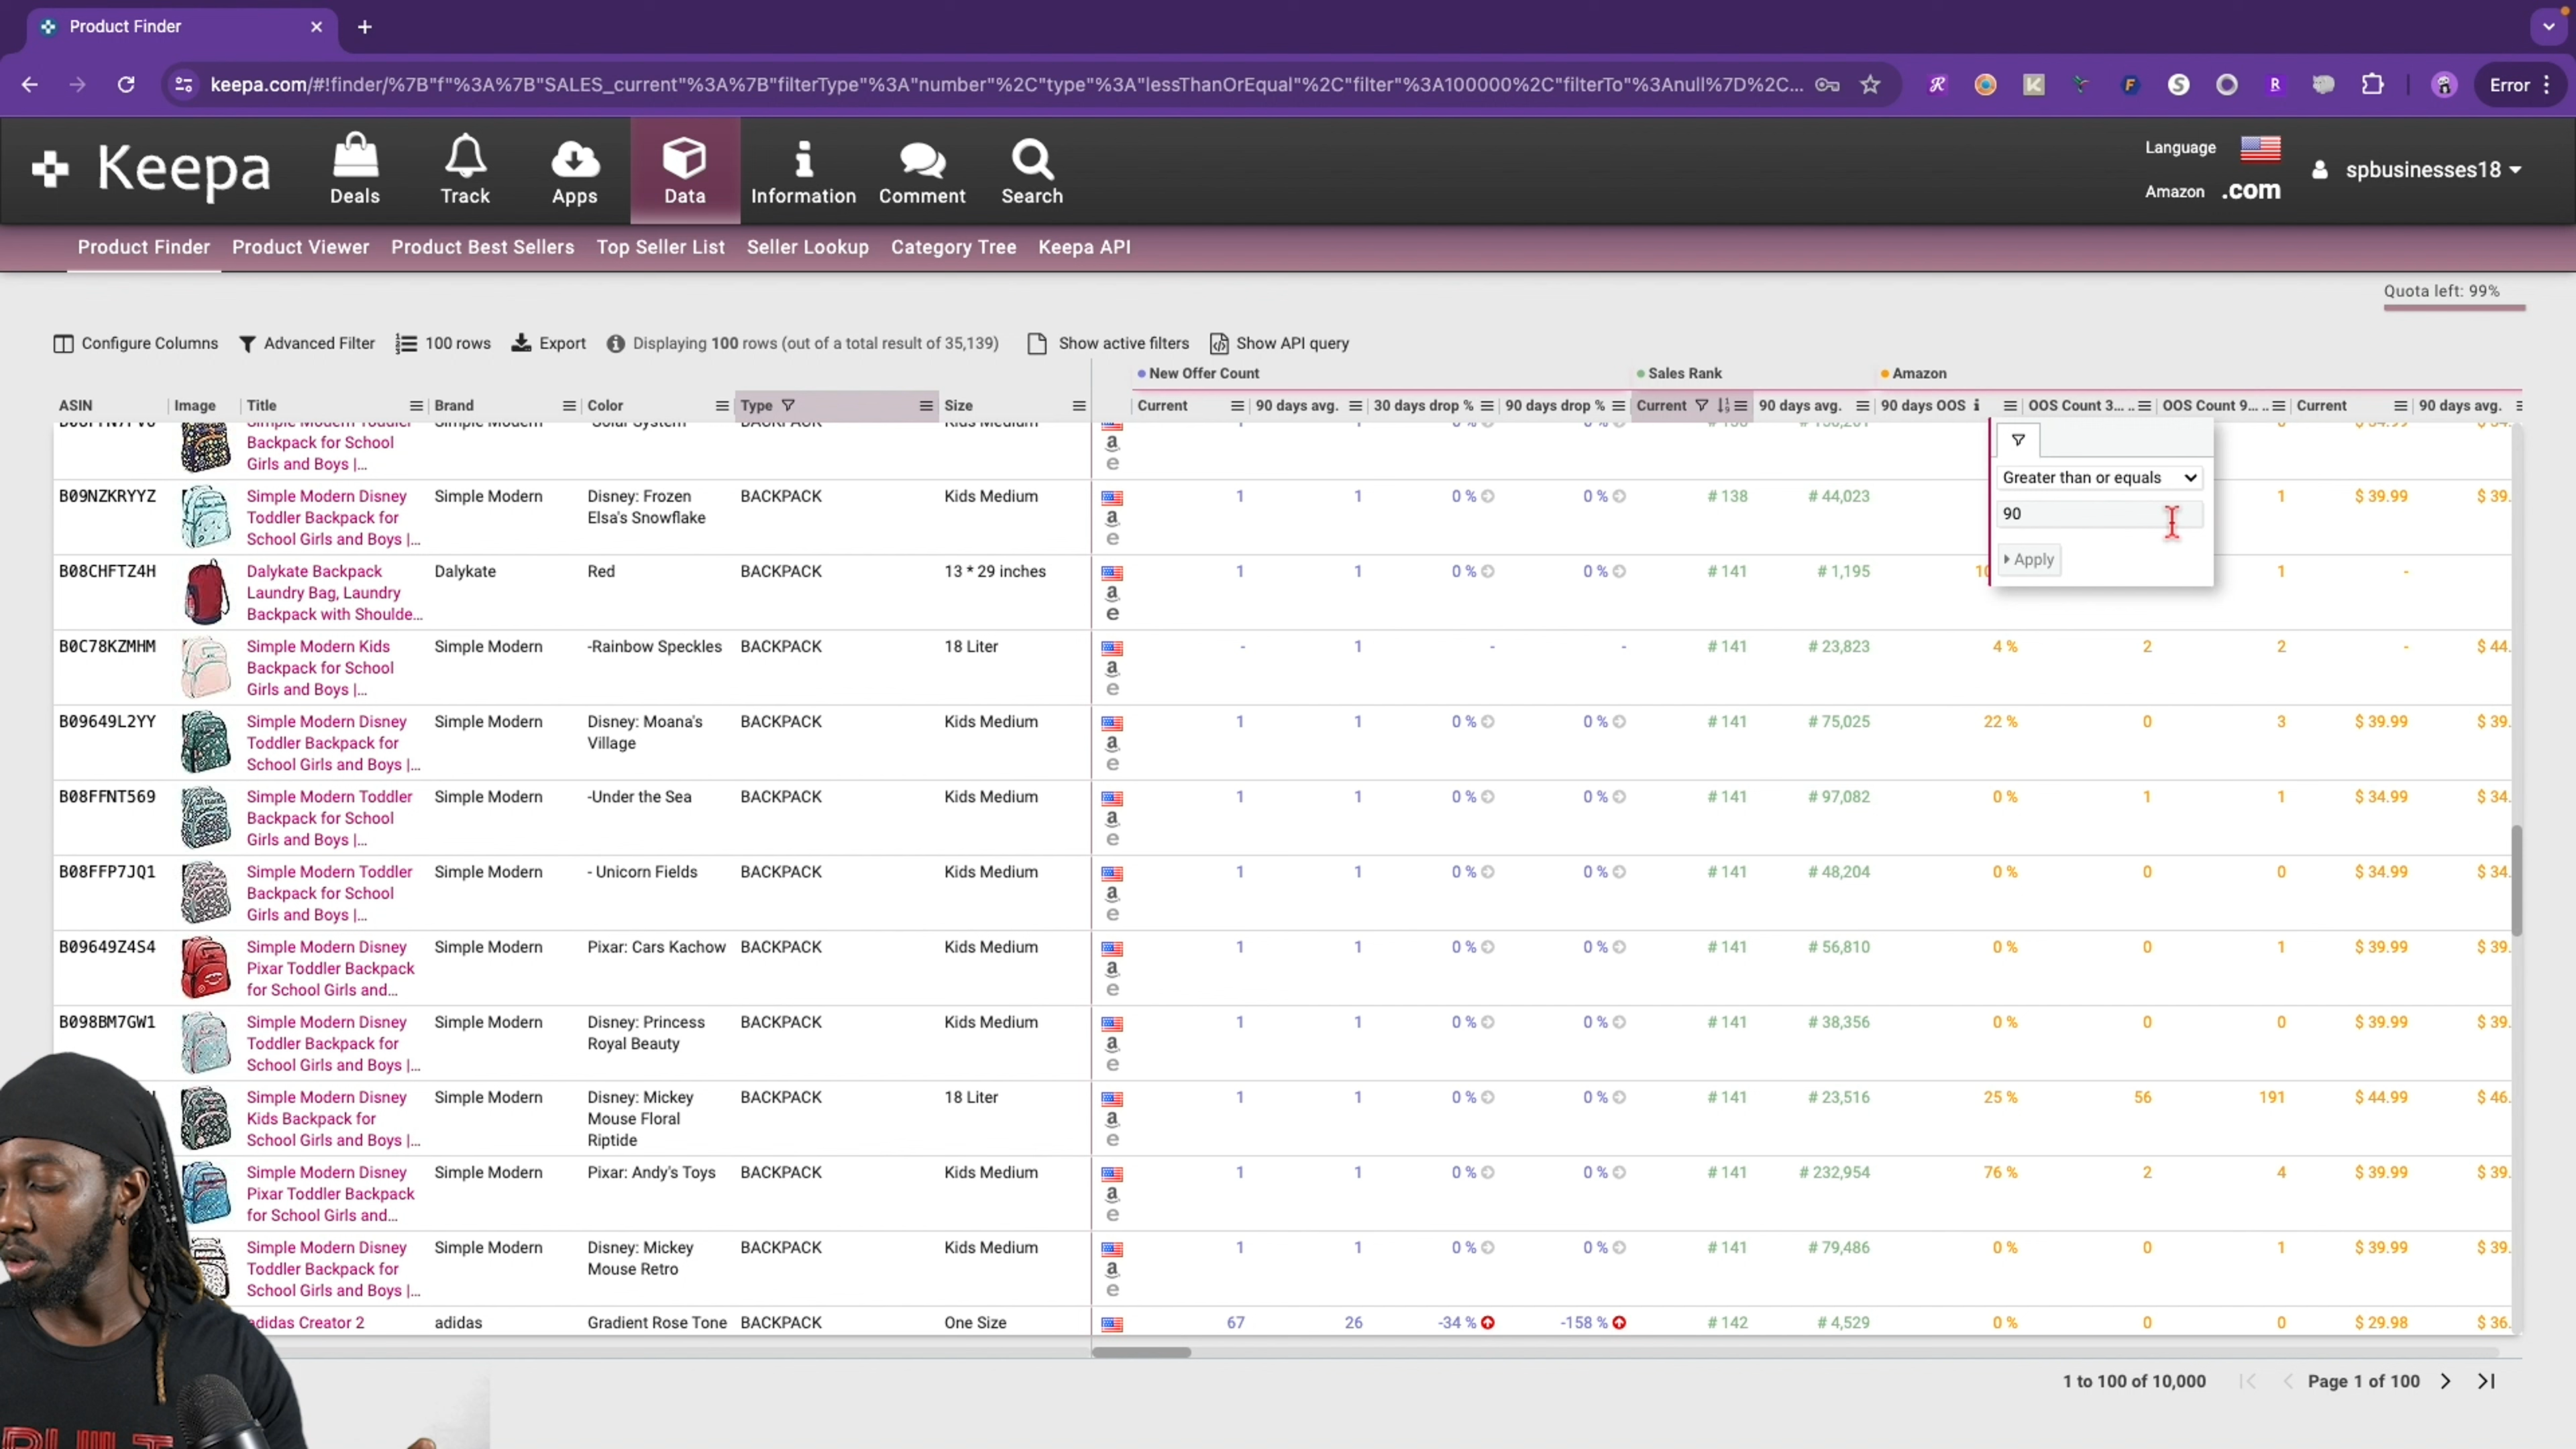 Product Finder
keepa.com/#!finder/%7B"f"%3A%7B"SALES_current"%3A%7B"filterType"%3A"number"%2C"type"%3A"lessThanOrEqual"%2C"filter"%3A100000%2C"filterTo"%3Anull%7D%2C...
Error
Keepa
Deals
Track
Apps
Data
Information
Comment
Search
Language
Amazon .com
spbusinesses18
Product Finder Product Viewer Product Best Sellers Top Seller List Seller Lookup Category Tree Keepa API
Quota left: 99%
Configure Columns Advanced Filter 100 rows Export Displaying 100 rows (out of a total result of 35,139) Show active filters Show API query
New Offer Count Sales Rank Amazon
ASIN Image Title Brand Color Type Size Current 90 days avg. 30 days drop % 90 days drop % Current 90 days avg. 90 days OOS OOS Count 3... .. OOS Count 9... .. Current 90 days avg.
Backpack for School
Girls and Boys |...
Greater than or equals
90
Apply
B09NZKRYYZ Simple Modern Disney Simple Modern Disney: Frozen BACKPACK Kids Medium 1 1 0 % 0 % # 138 # 44,023 1 $ 39.99 $ 39.
Toddler Backpack for Elsa's Snowflake
School Girls and Boys |...
B08CHFTZ4H Dalykate Backpack Dalykate Red BACKPACK 13 * 29 inches 1 1 0 % 0 % # 141 # 1,195 1 -
Laundry Bag, Laundry
Backpack with Shoulde...
B0C78KZMHM Simple Modern Kids Simple Modern -Rainbow Speckles BACKPACK 18 Liter - 1 - - # 141 # 23,823 4 % 2 2 - $ 44.
Backpack for School
Girls and Boys |...
B09649L2YY Simple Modern Disney Simple Modern Disney: Moana's BACKPACK Kids Medium 1 1 0 % 0 % # 141 # 75,025 22 % 0 3 $ 39.99 $ 39.
Toddler Backpack for Village
School Girls and Boys |...
B08FFNT569 Simple Modern Toddler Simple Modern -Under the Sea BACKPACK Kids Medium 1 1 0 % 0 % # 141 # 97,082 0 % 1 1 $ 34.99 $ 34.
Backpack for School
Girls and Boys |...
B08FFP7JQ1 Simple Modern Toddler Simple Modern - Unicorn Fields BACKPACK Kids Medium 1 1 0 % 0 % # 141 # 48,204 0 % 0 0 $ 34.99 $ 34.
Backpack for School
Girls and Boys |...
B09649Z4S4 Simple Modern Disney Simple Modern Pixar: Cars Kachow BACKPACK Kids Medium 1 1 0 % 0 % # 141 # 56,810 0 % 0 1 $ 39.99 $ 39.
Pixar Toddler Backpack
for School Girls and...
B098BM7GW1 Simple Modern Disney Simple Modern Disney: Princess BACKPACK Kids Medium 1 1 0 % 0 % # 141 # 38,356 0 % 0 0 $ 39.99 $ 39.
Toddler Backpack for Royal Beauty
School Girls and Boys |...
Simple Modern Disney Simple Modern Disney: Mickey BACKPACK 18 Liter 1 1 0 % 0 % # 141 # 23,516 25 % 56 191 $ 44.99 $ 46.
Kids Backpack for Mouse Floral
School Girls and Boys |... Riptide
Simple Modern Disney Simple Modern Pixar: Andy's Toys BACKPACK Kids Medium 1 1 0 % 0 % # 141 # 232,954 76 % 2 4 $ 39.99 $ 39.
Pixar Toddler Backpack
for School Girls and...
Simple Modern Disney Simple Modern Disney: Mickey BACKPACK Kids Medium 1 1 0 % 0 % # 141 # 79,486 0 % 0 1 $ 39.99 $ 39.
Toddler Backpack for Mouse Retro
School Girls and Boys |...
adidas Creator 2 adidas Gradient Rose Tone BACKPACK One Size 67 26 -34 % -158 % # 142 # 4,529 0 % 0 0 $ 29.98 $ 36.
1 to 100 of 10,000 Page 1 of 100